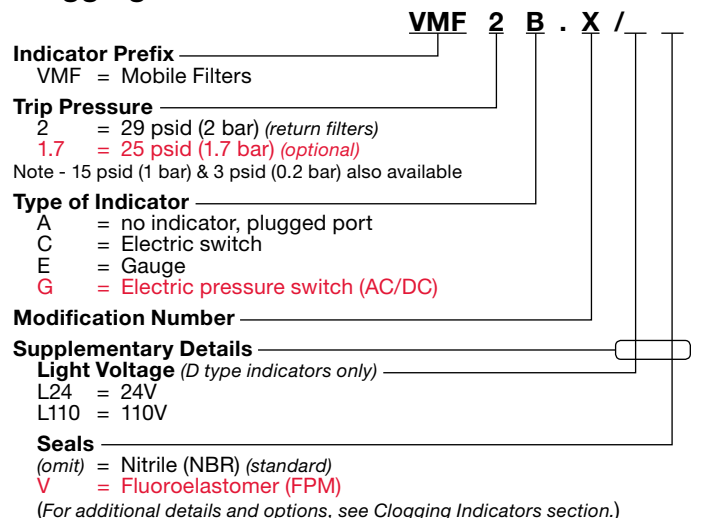 VMF 2 B . X /
Indicator Prefix
VMF = Mobile Filters
Trip Pressure
2 = 29 psid (2 bar) (return filters)
1.7 = 25 psid (1.7 bar) (optional)
Note - 15 psid (1 bar) & 3 psid (0.2 bar) also available
Type of Indicator
A = no indicator, plugged port
C = Electric switch
E = Gauge
G = Electric pressure switch (AC/DC)
Modification Number
Supplementary Details
Light Voltage (D type indicators only)
L24 = 24V
L110 = 110V
Seals
(omit) = Nitrile (NBR) (standard)
V = Fluoroelastomer (FPM)
(For additional details and options, see Clogging Indicators section.)